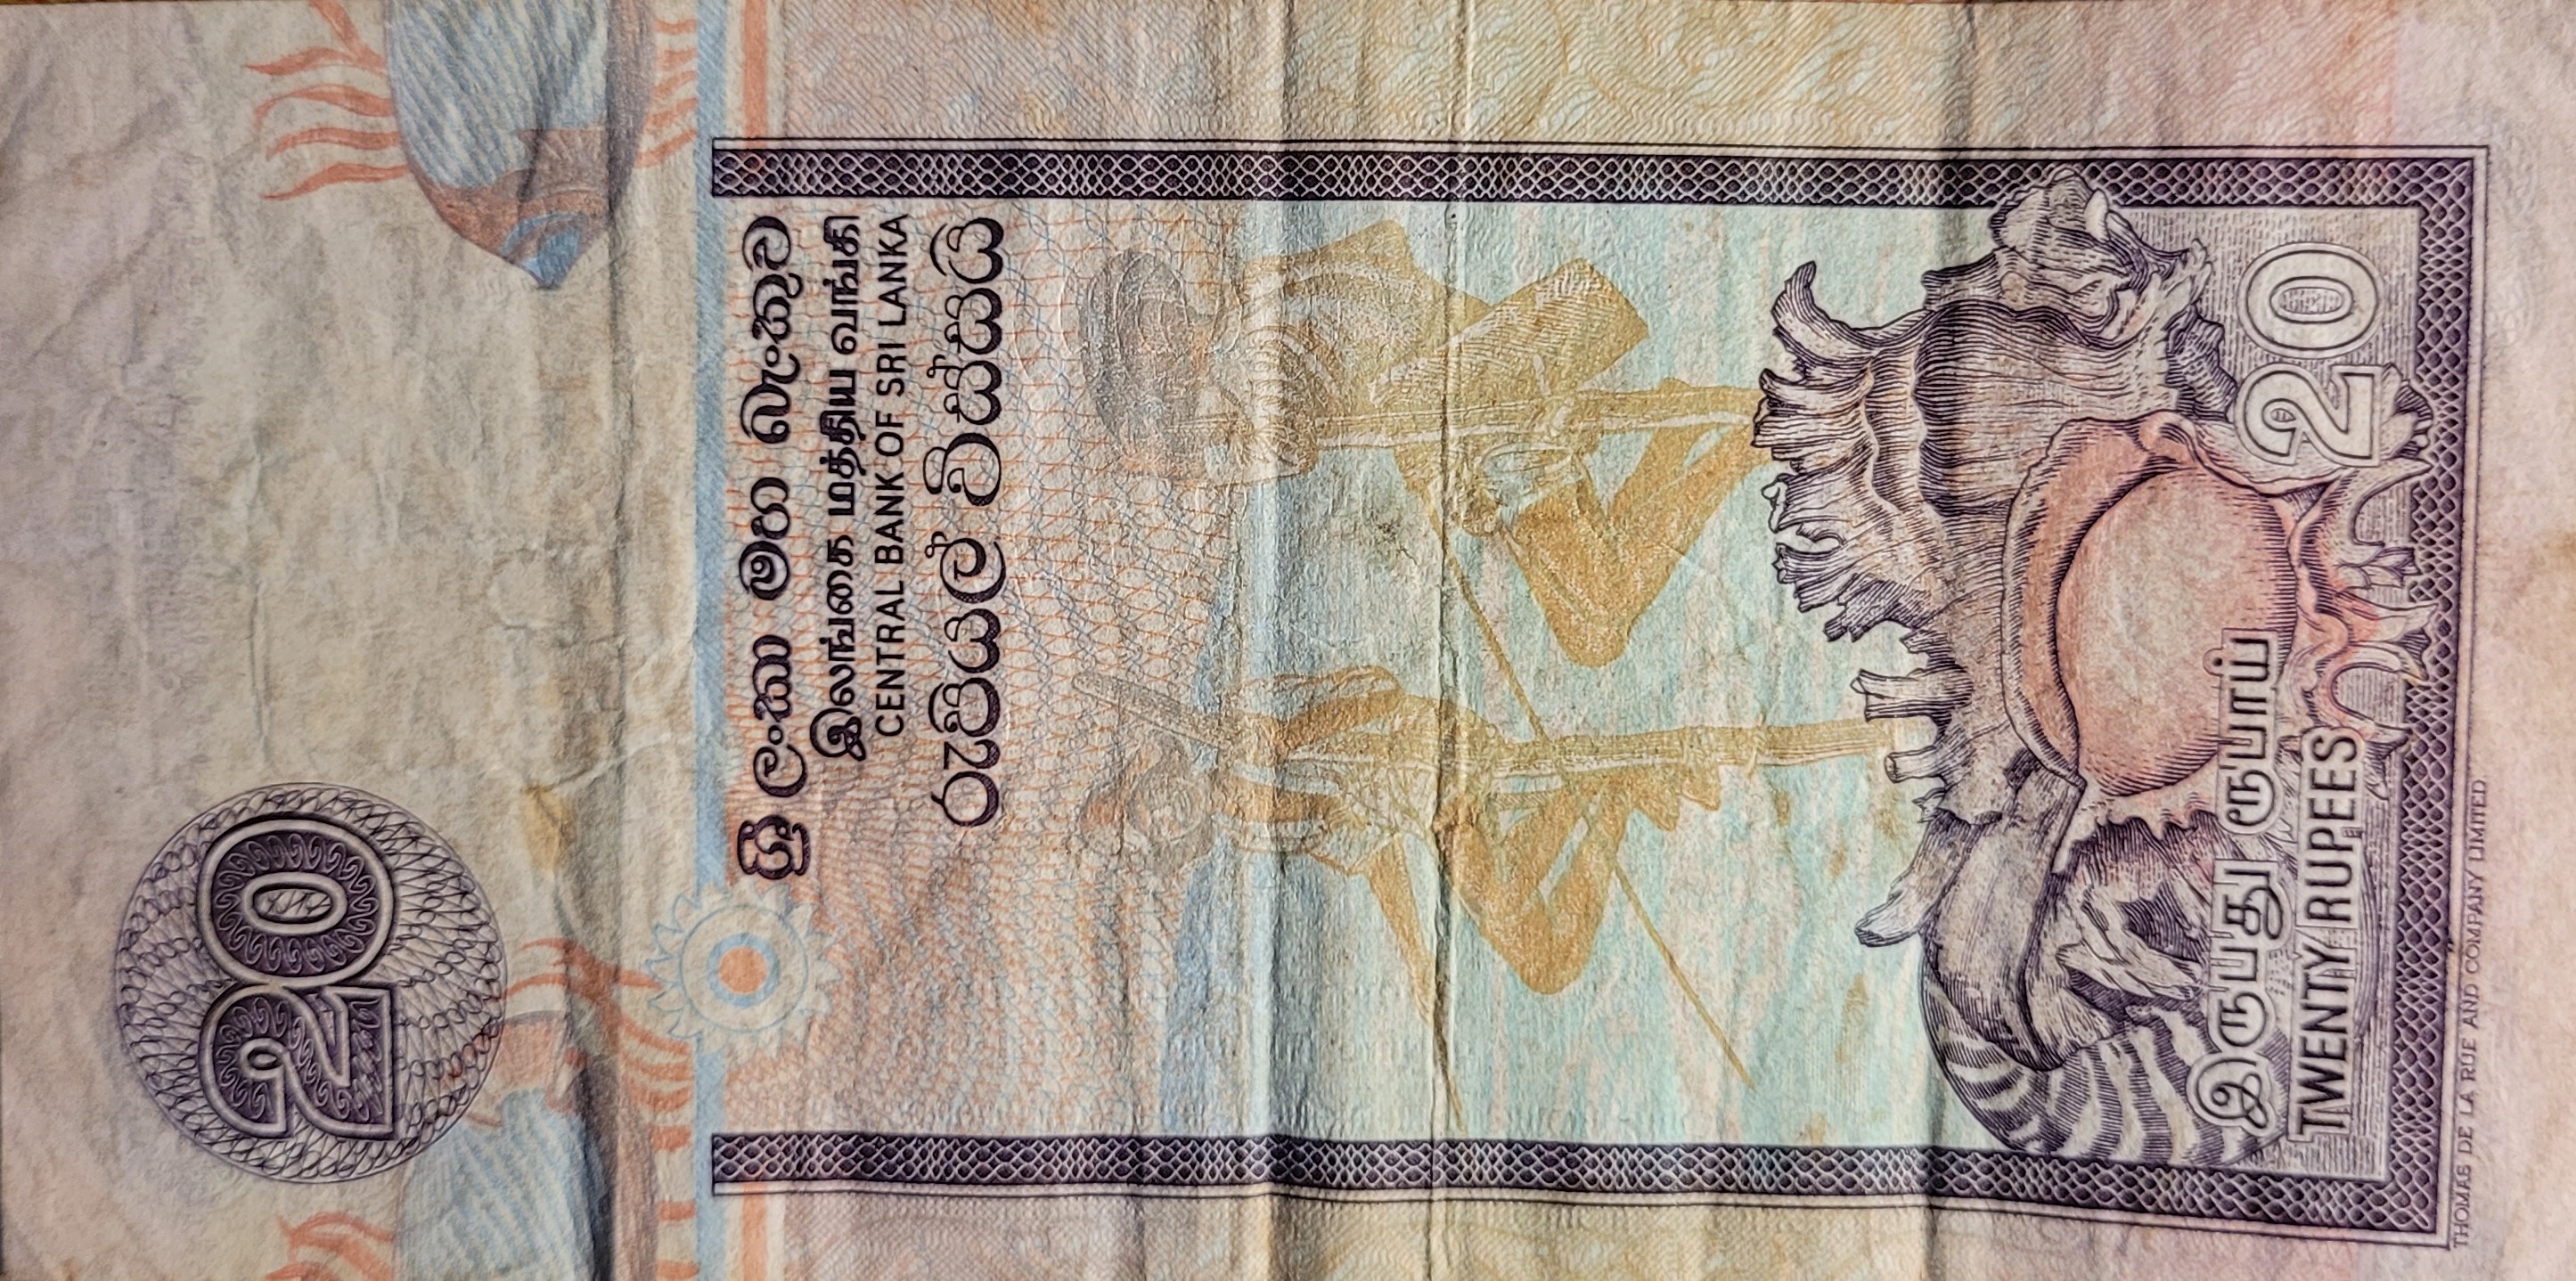 20
ශ්‍රී ලංකා මහ බැංකුව
இலங்கை மத்திய வங்கி
CENTRAL BANK OF SRI LANKA
රුපියල් විස්සයි
20
இருபது ரூபாய்
TWENTY RUPEES
THOMAS DE LA RUE AND COMPANY LIMITED